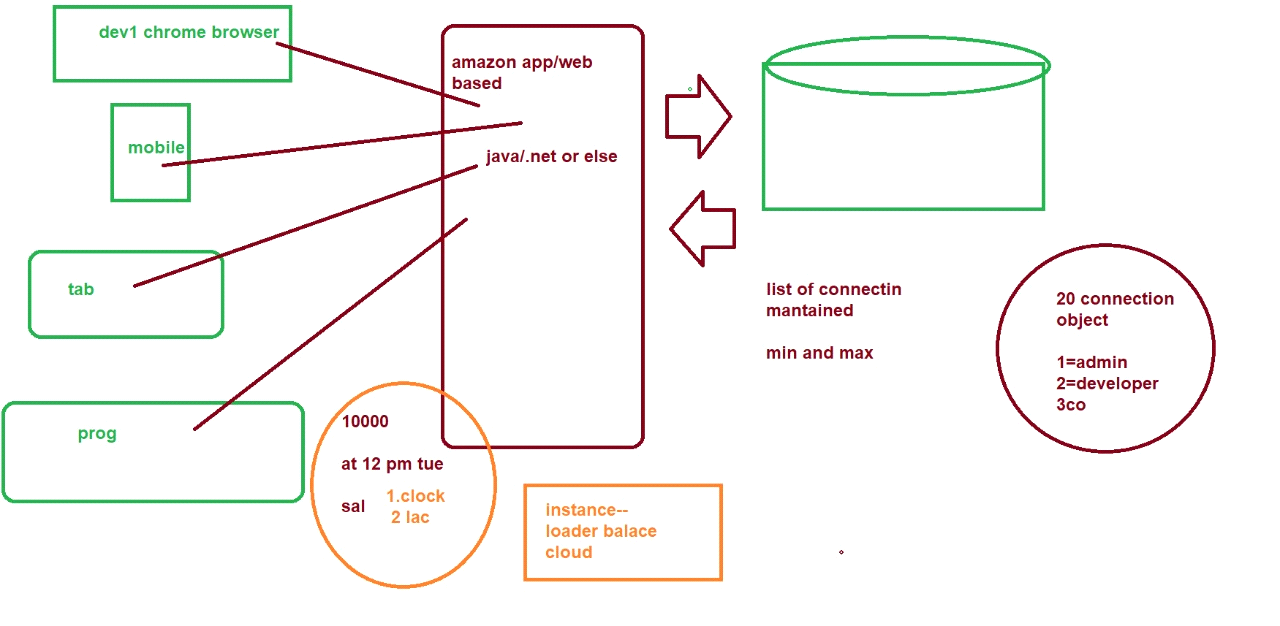 dev1 chrome browser
mobile
tab
prog
amazon app/web
based
java/.net or else
10000
at 12 pm tue
sal
1.clock
2 lac
instance--
loader balace
cloud
list of connectin
mantained
min and max
20 connection
object
1=admin
2=developer
3co